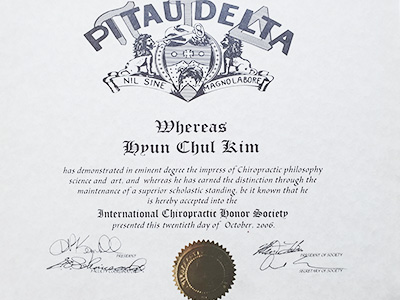 PI TAU DELTA
NIL SINE MAGNO LABORE
Whereas
Hyun Chul Kim
has demonstrated in eminent degree the impress of Chiropractic philosophy
science and art, and whereas he has earned the distinction through the
maintenance of a superior scholastic standing, be it known that he
is hereby accepted into the
International Chiropractic Honor Society
presented this twentieth day of October, 2006.
PRESIDENT
PRESIDENT OF SOCIETY
SECRETARY OF SOCIETY